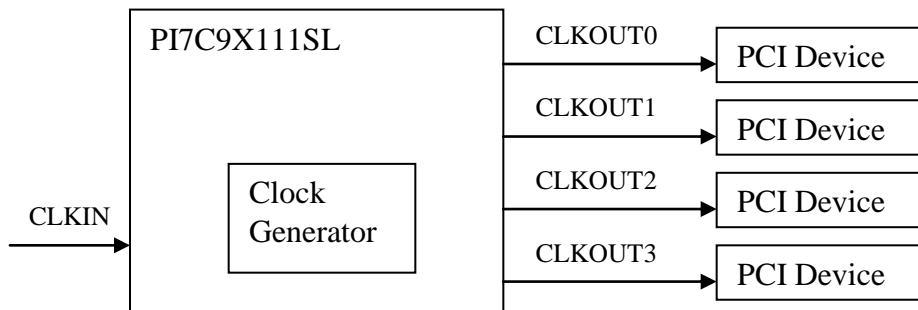 PI7C9X111SL
CLKOUT0
PCI Device
CLKOUT1
PCI Device
CLKOUT2
PCI Device
CLKOUT3
PCI Device
CLKIN
Clock
Generator